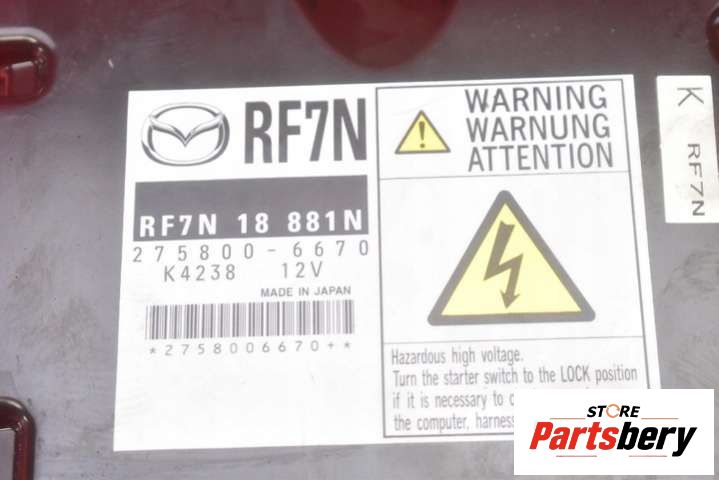 RF7N
RF7N 18 881N
275800-6670
K4238 12V
MADE IN JAPAN
*2758006670+*
WARNING
WARNUNG
ATTENTION
Hazardous high voltage.
Turn the starter switch to the LOCK position
if it is necessary to
the computer, harness
K RF7N
STORE
Partsbery